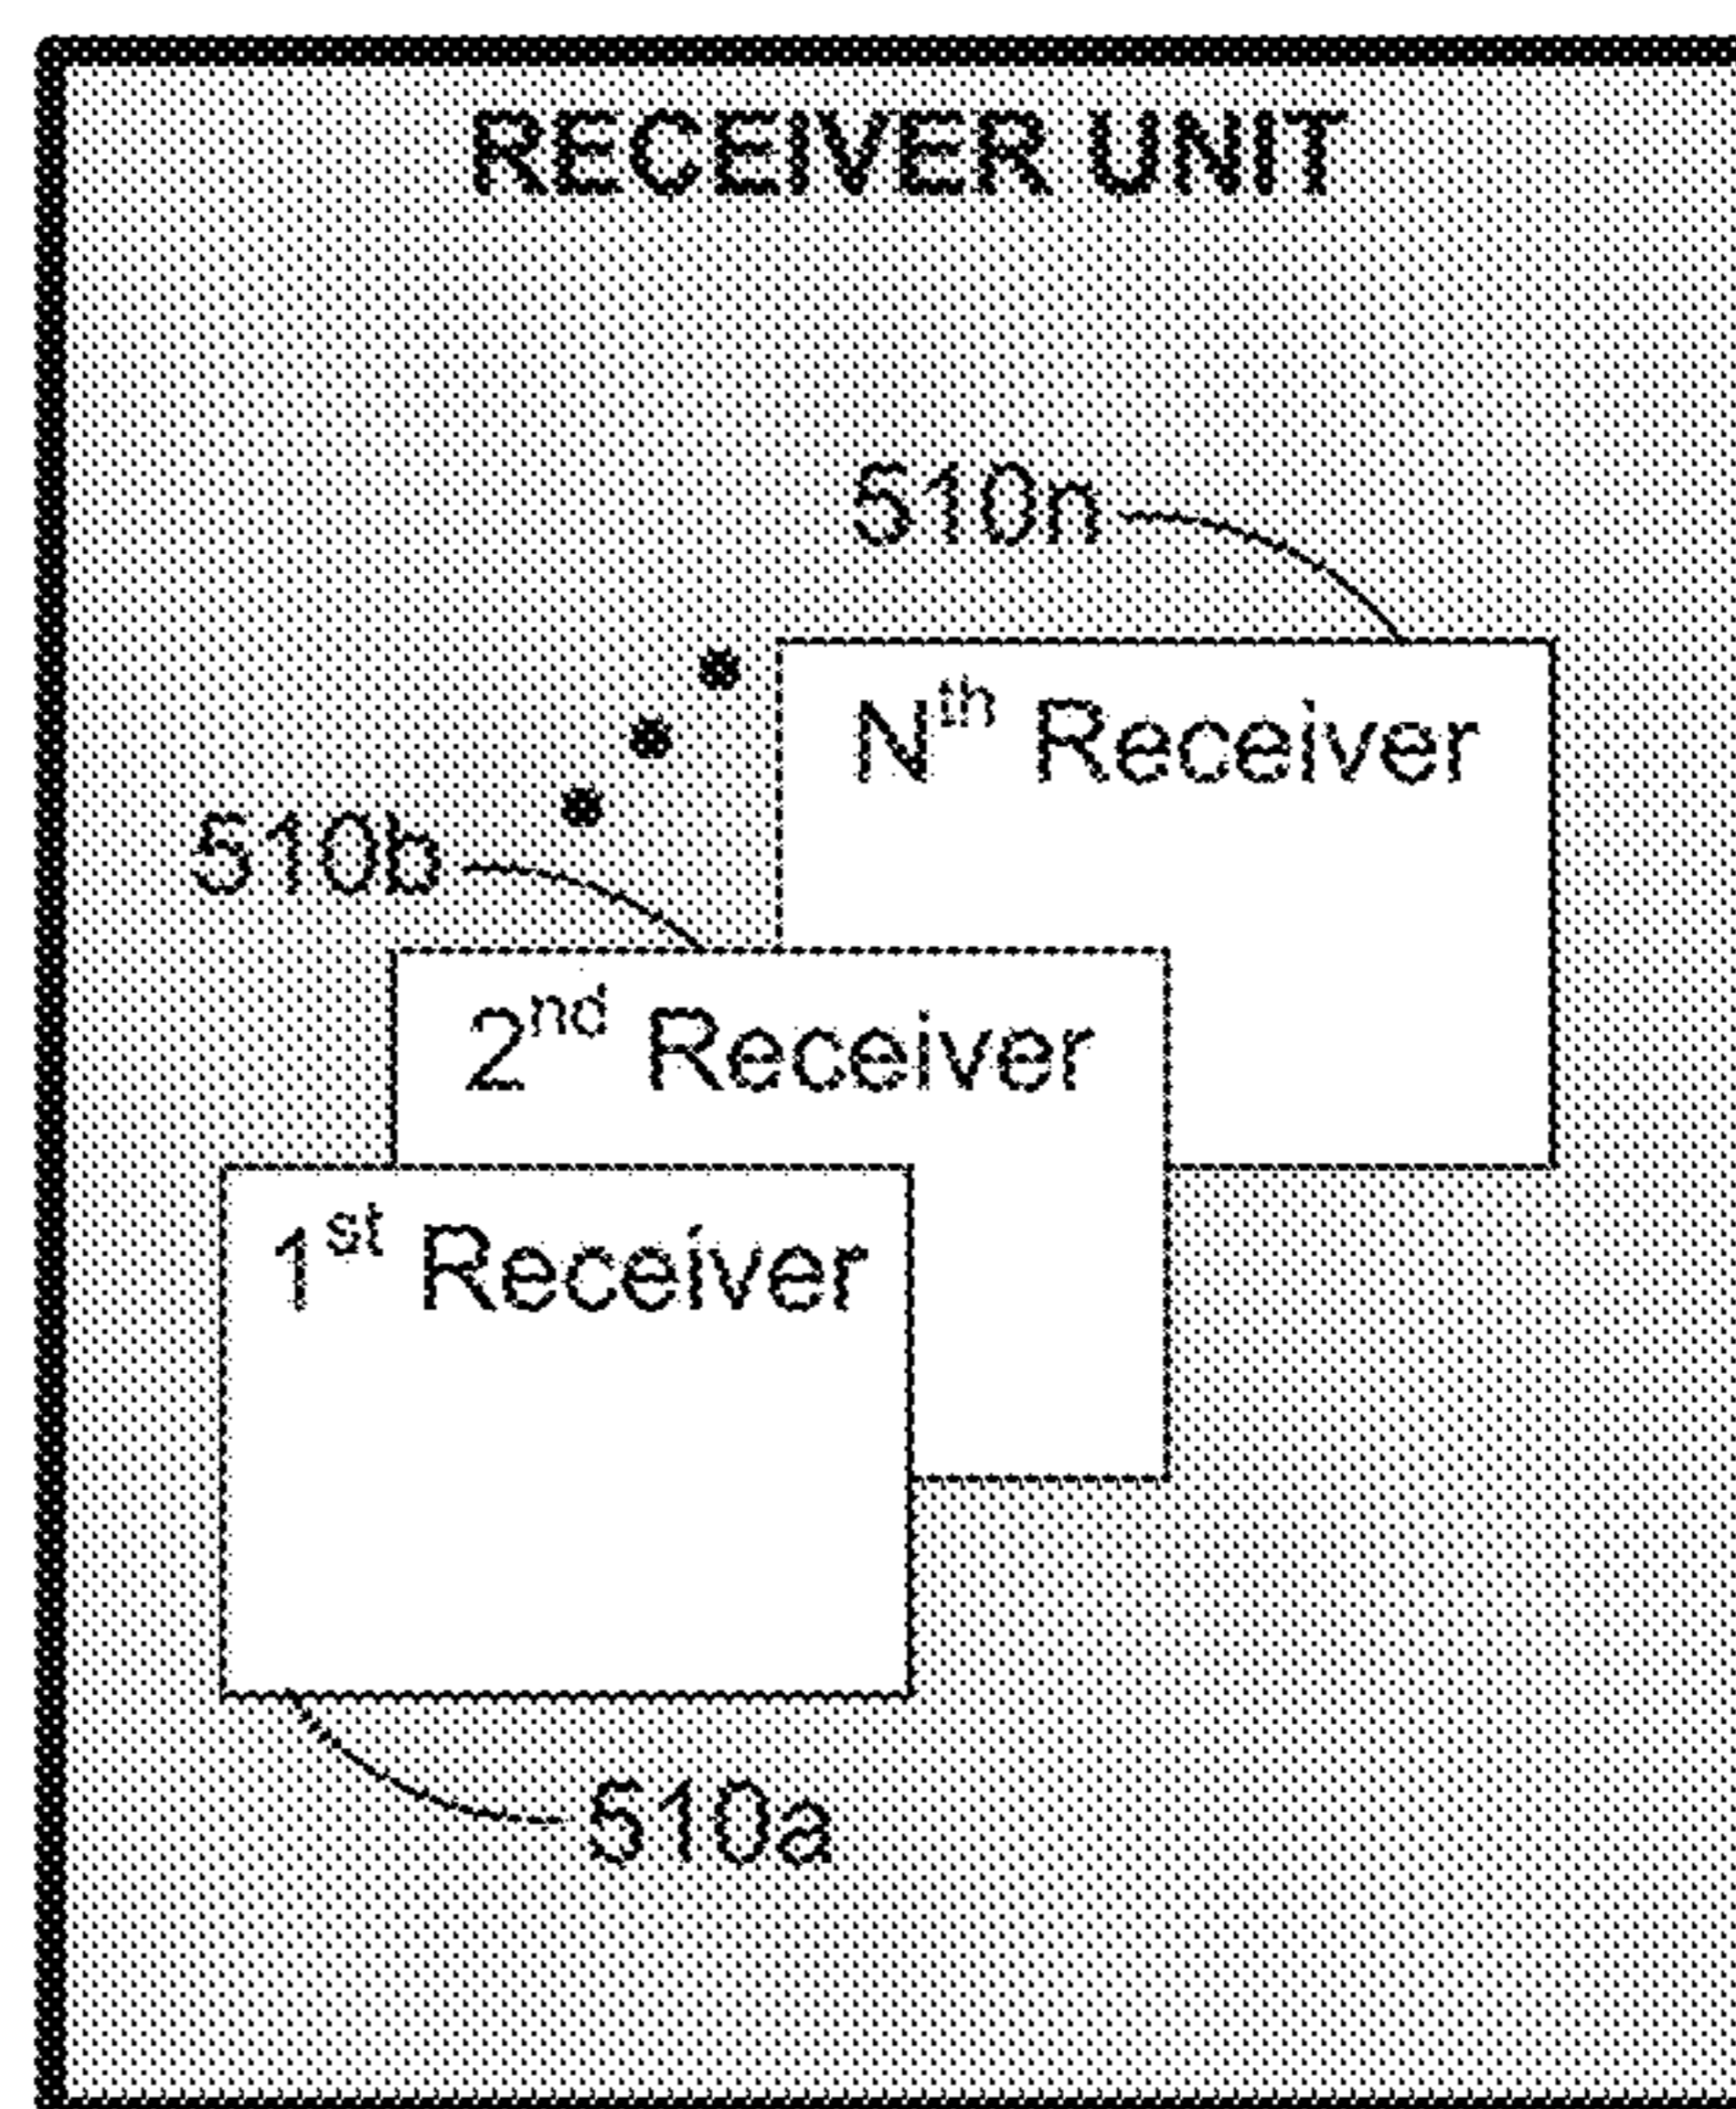 RECEIVER UNIT
510n
Nth Receiver
510b
2nd Receiver
1st Receiver
510a